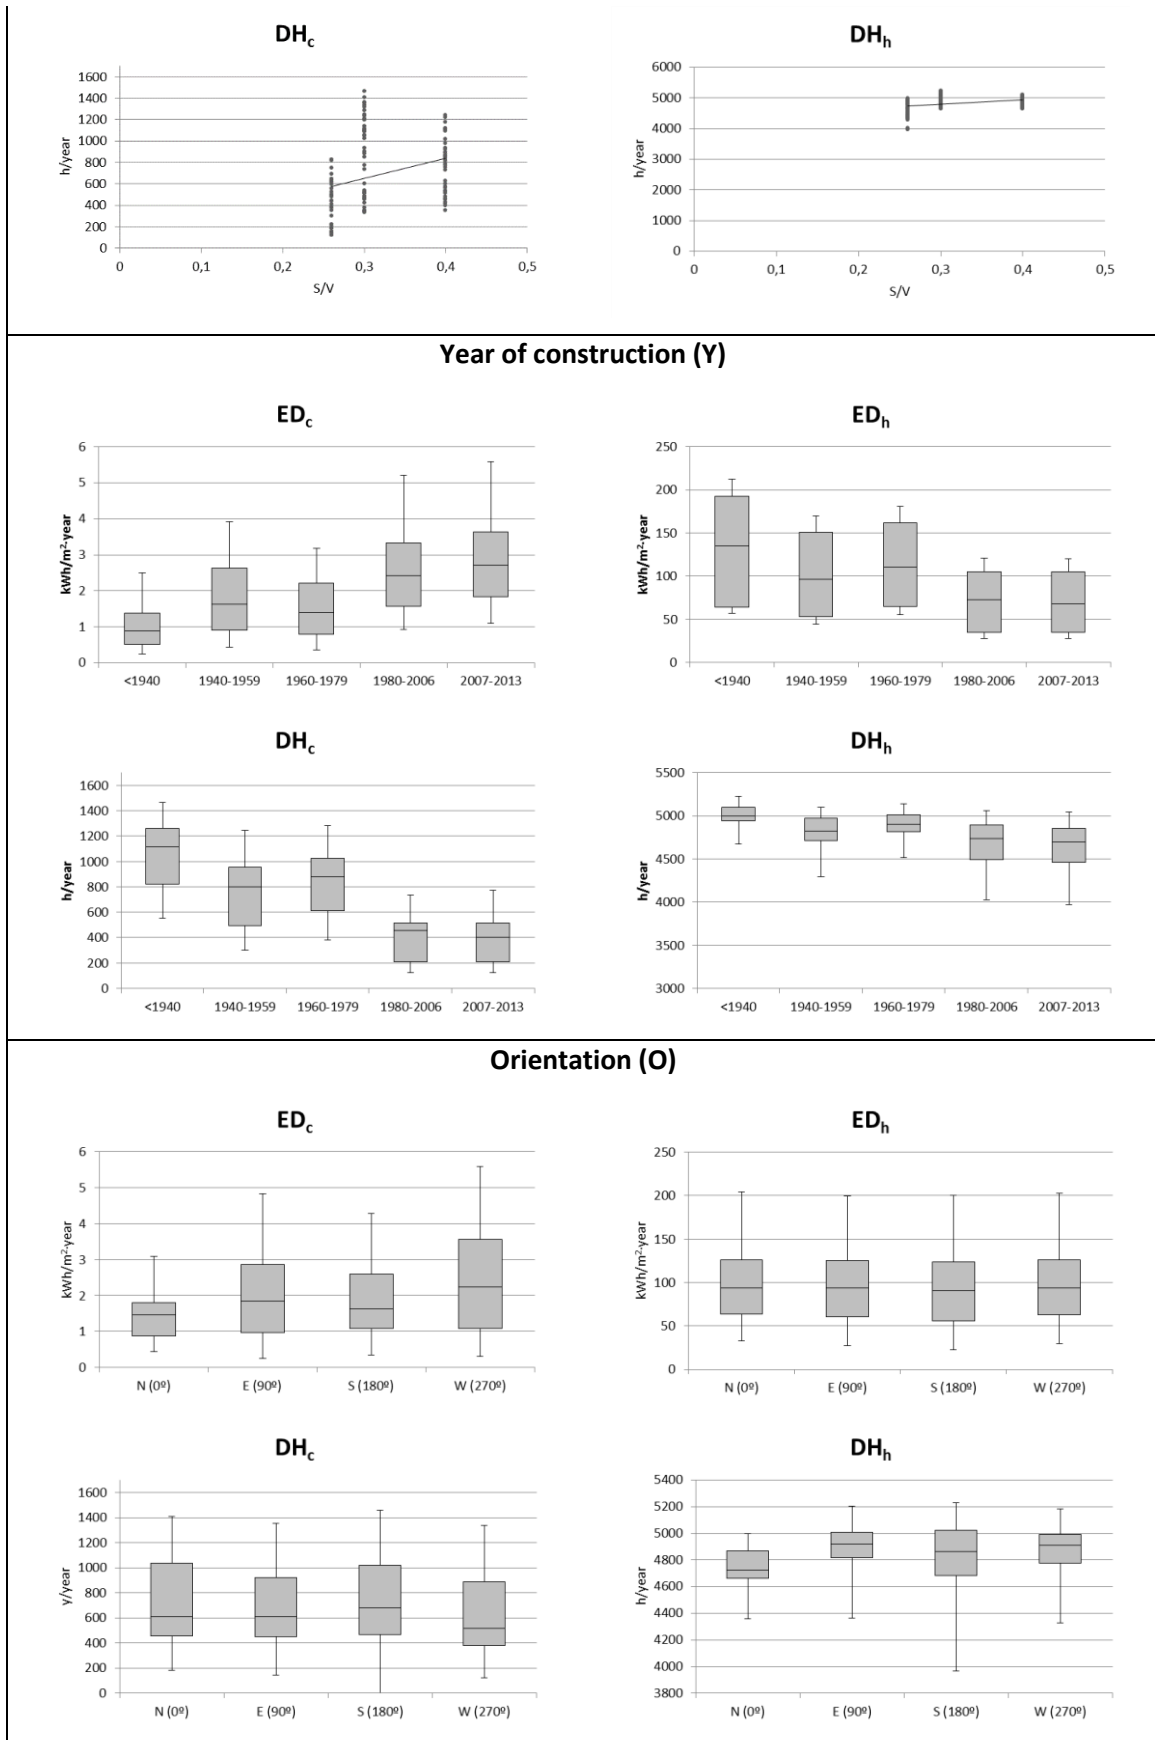 DHc
h/year
1600
1400
1200
1000
800
600
400
200
0
0 0,1 0,2 0,3 0,4 0,5
S/V
DHh
h/year
6000
5000
4000
3000
2000
1000
0
0 0,1 0,2 0,3 0,4 0,5
S/V
Year of construction (Y)
EDc
kWh/m²·year
6
5
4
3
2
1
0
<1940 1940-1959 1960-1979 1980-2006 2007-2013
EDh
kWh/m²·year
250
200
150
100
50
0
<1940 1940-1959 1960-1979 1980-2006 2007-2013
DHc
h/year
1600
1400
1200
1000
800
600
400
200
0
<1940 1940-1959 1960-1979 1980-2006 2007-2013
DHh
h/year
5500
5000
4500
4000
3500
3000
<1940 1940-1959 1960-1979 1980-2006 2007-2013
Orientation (O)
EDc
kWh/m²·year
6
5
4
3
2
1
0
N (0º) E (90º) S (180º) W (270º)
EDh
kWh/m²·year
250
200
150
100
50
0
N (0º) E (90º) S (180º) W (270º)
DHc
y/year
1600
1400
1200
1000
800
600
400
200
0
N (0º) E (90º) S (180º) W (270º)
DHh
h/year
5400
5200
5000
4800
4600
4400
4200
4000
3800
N (0º) E (90º) S (180º) W (270º)